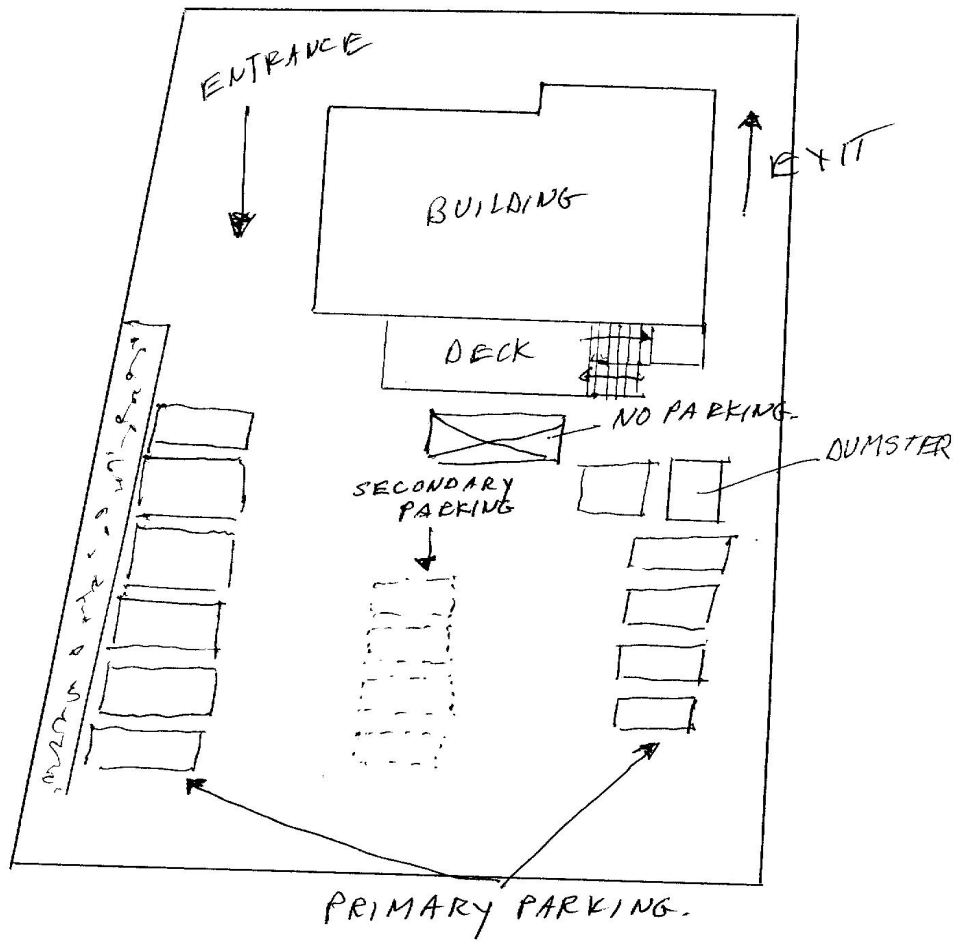 ENTRANCE
EXIT
BUILDING
DECK
NO PARKING.
DUMSTER
SECONDARY
PARKING
PRIMARY PARKING.